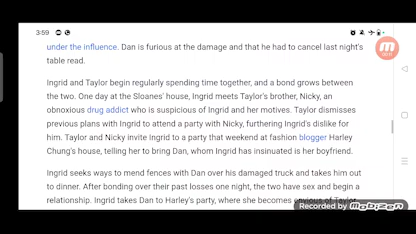 3:59
under the influence. Dan is furious at the damage and that he had to cancel last night's
table read.
Ingrid and Taylor begin regularly spending time together, and a bond grows between
the two. One day at the Sloanes' house, Ingrid meets Taylor's brother, Nicky, an
obnoxious drug addict who is suspicious of Ingrid and her motives. Taylor dismisses
previous plans with Ingrid to attend a party with Nicky, furthering Ingrid's dislike for
him. Taylor and Nicky invite Ingrid to a party that weekend at fashion blogger Harley
Chung's house, telling her to bring Dan, whom Ingrid has insinuated is her boyfriend.
Ingrid seeks ways to mend fences with Dan over his damaged truck and takes him out
to dinner. After bonding over their past losses one night, the two have sex and begin a
relationship. Ingrid takes Dan to Harley's party, where she becomes envious of Taylor
Recorded by mobizen